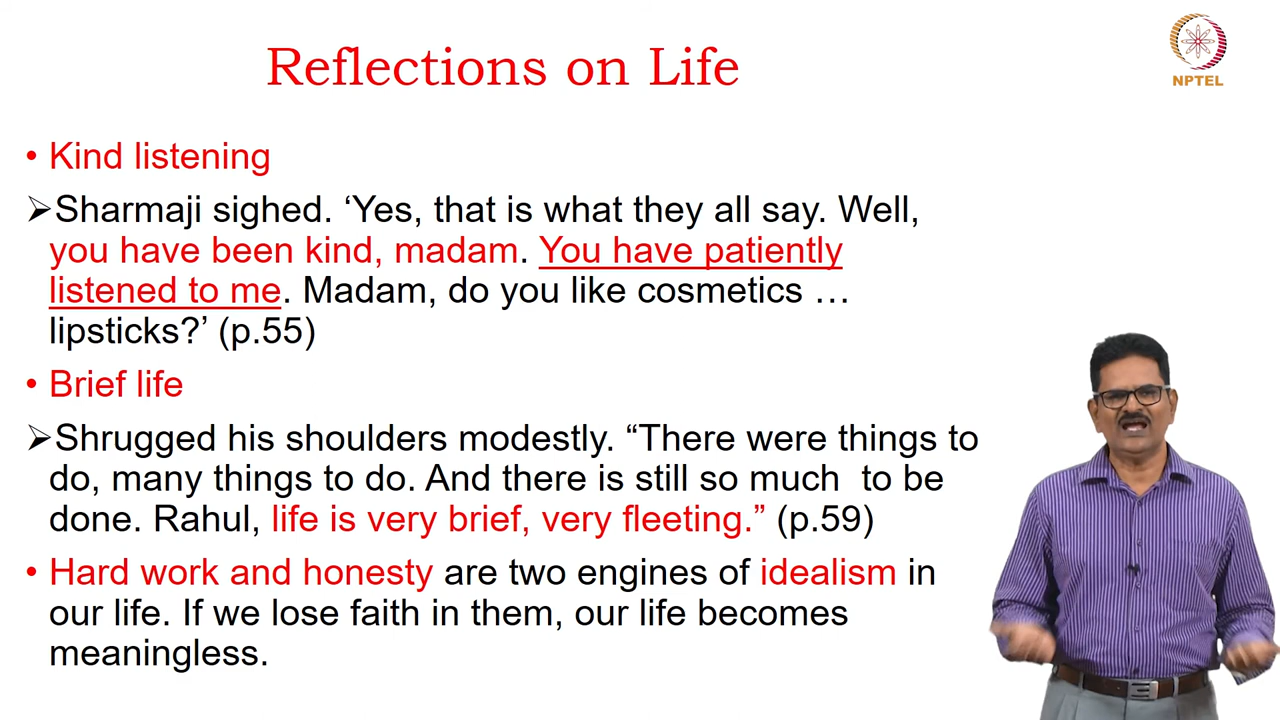 Reflections on Life
NPTEL
• Kind listening
➢Sharmaji sighed. ‘Yes, that is what they all say. Well,
you have been kind, madam. You have patiently
listened to me. Madam, do you like cosmetics …
lipsticks?’ (p.55)
• Brief life
➢Shrugged his shoulders modestly. “There were things to
do, many things to do. And there is still so much to be
done. Rahul, life is very brief, very fleeting.” (p.59)
• Hard work and honesty are two engines of idealism in
our life. If we lose faith in them, our life becomes
meaningless.